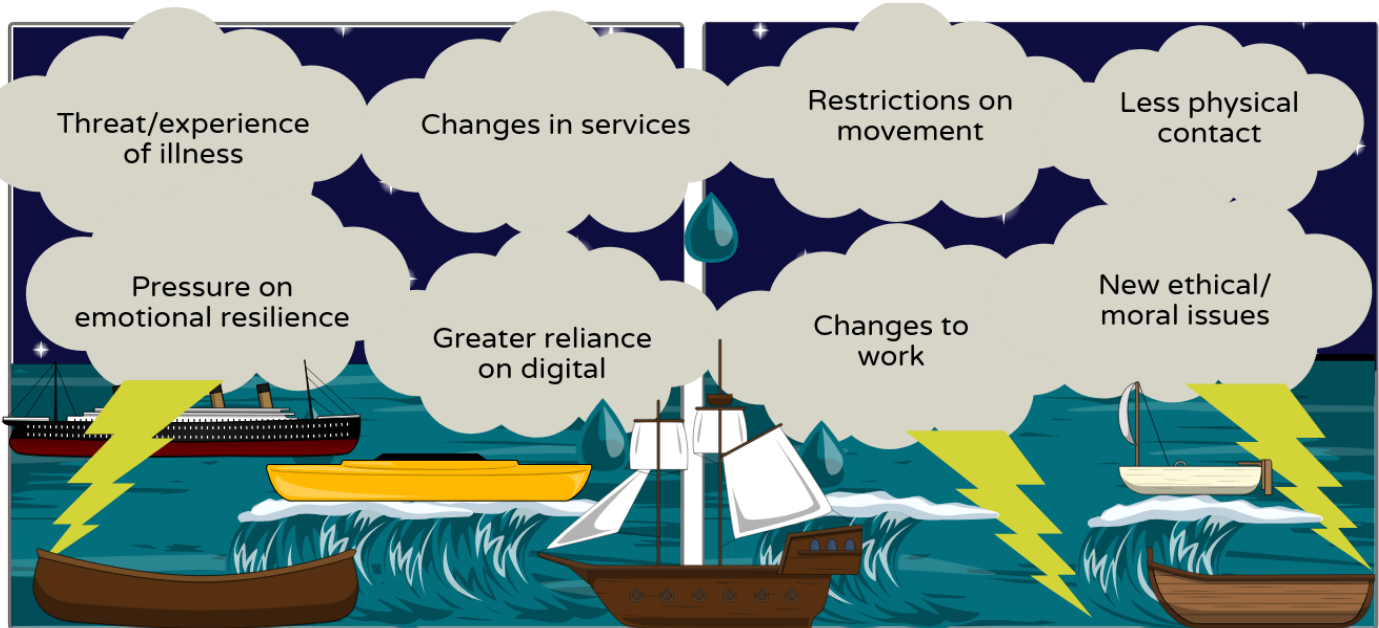 Threat/experience
of illness
Changes in services
Restrictions on
movement
Less physical
contact
Pressure on
emotional resilience
Greater reliance
on digital
Changes to
work
New ethical/
moral issues